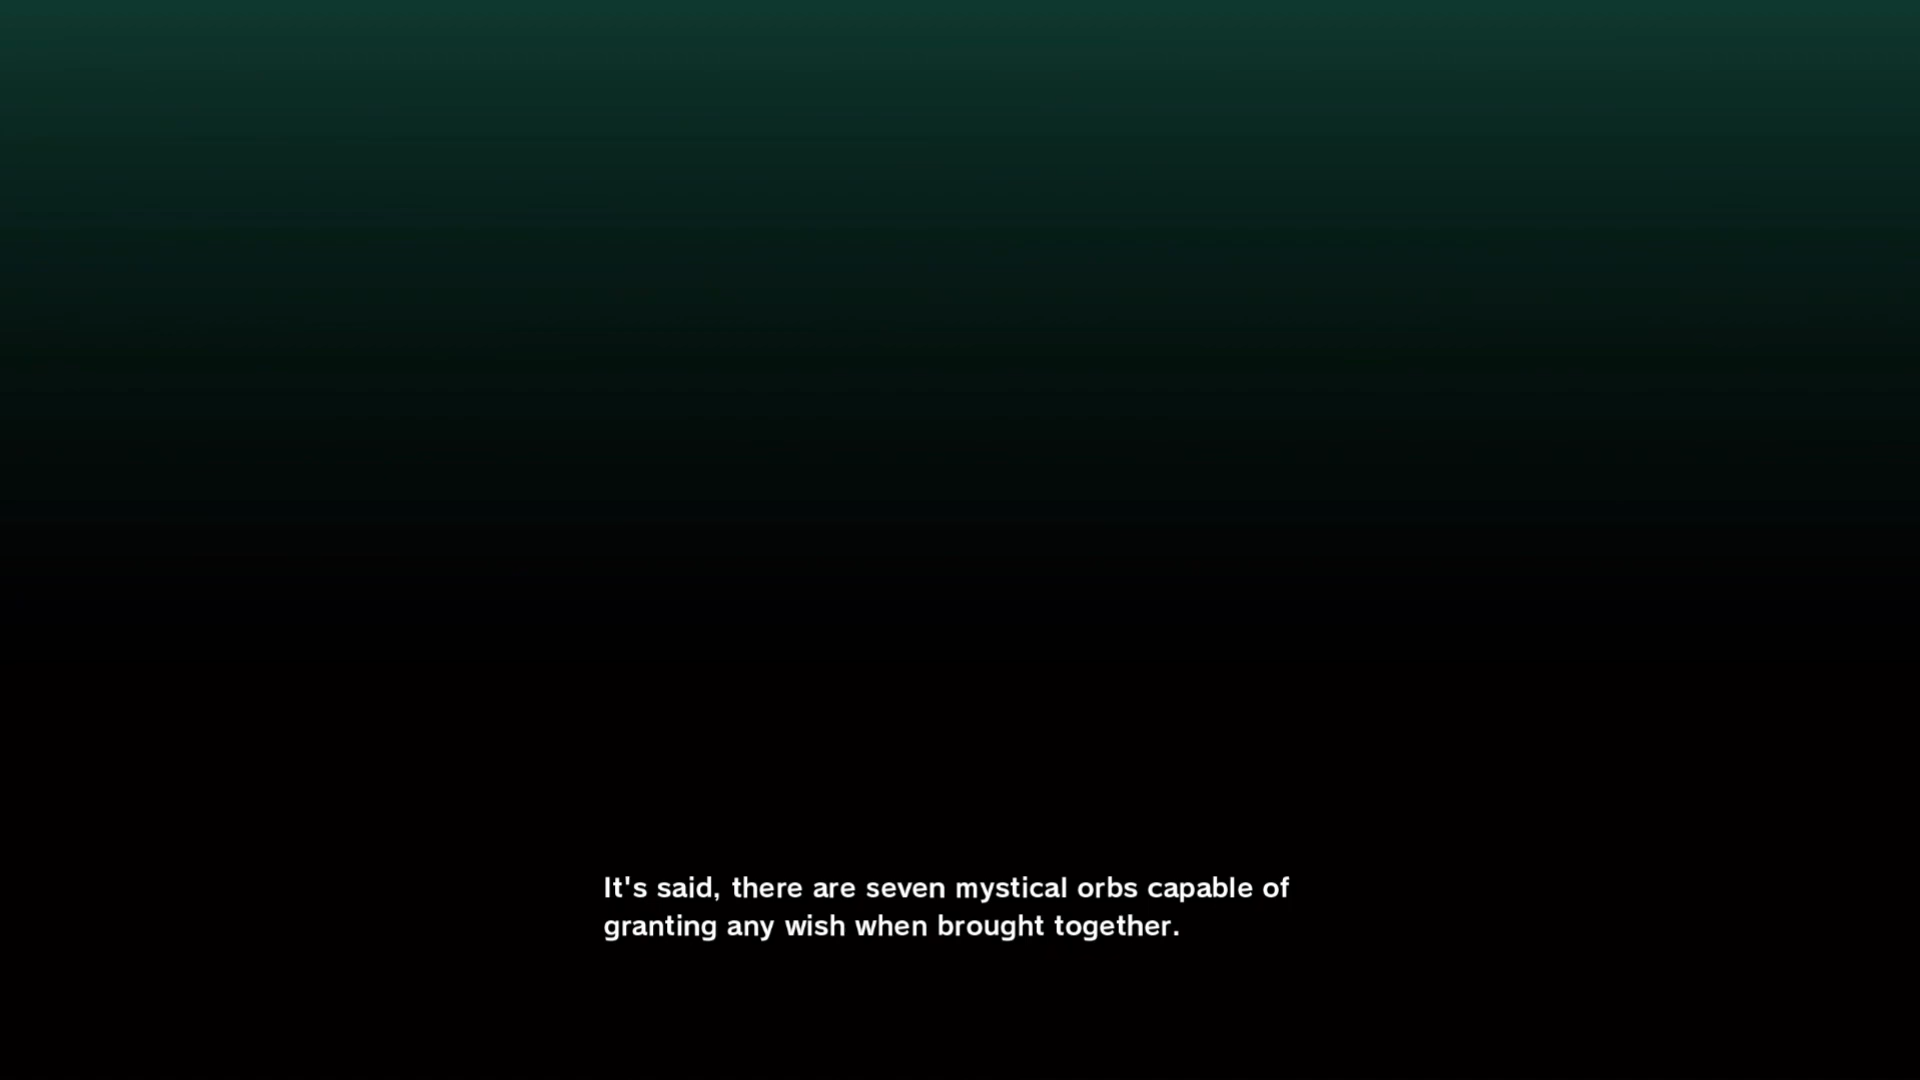 It's said, there are seven mystical orbs capable of
granting any wish when brought together.